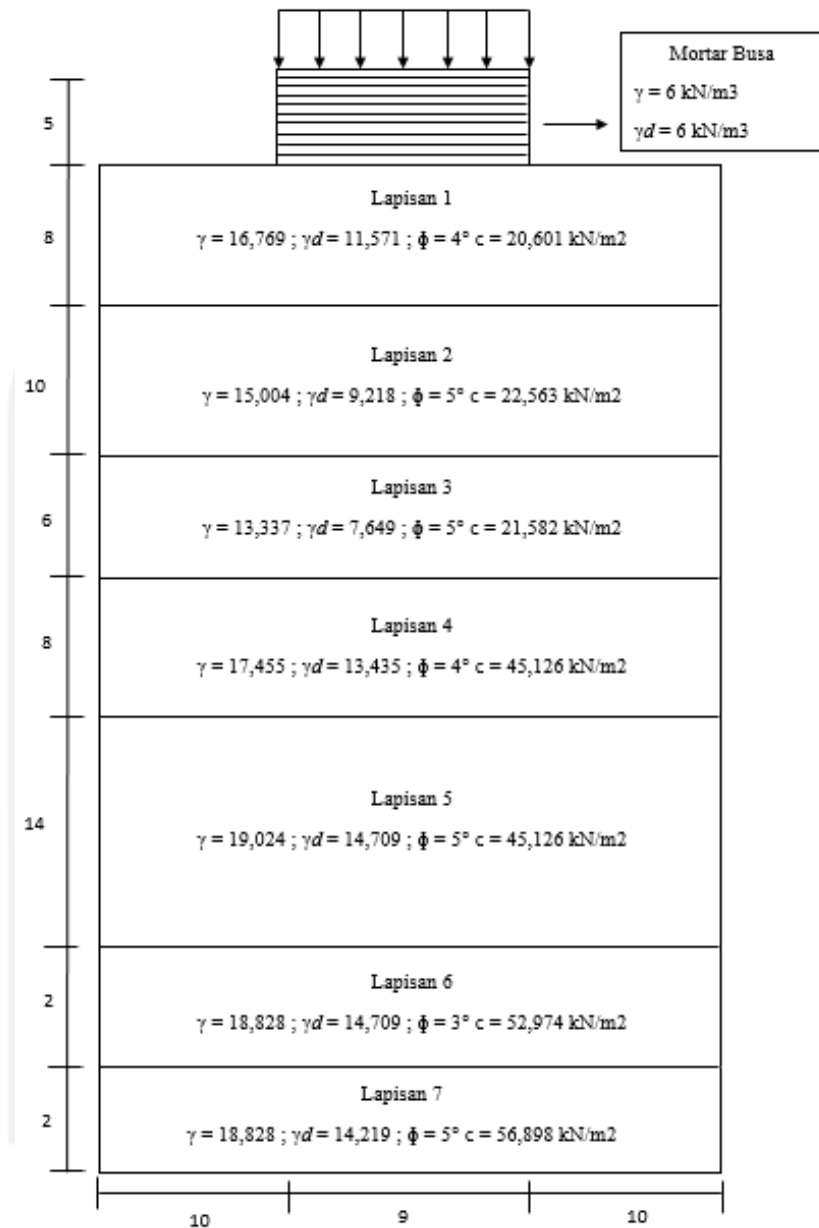 Mortar Busa
γ = 6 kN/m3
γd = 6 kN/m3
5
Lapisan 1
8
γ = 16,769 ; γd = 11,571 ; ϕ = 4° c = 20,601 kN/m2
Lapisan 2
10
γ = 15,004 ; γd = 9,218 ; ϕ = 5° c = 22,563 kN/m2
Lapisan 3
6
γ = 13,337 ; γd = 7,649 ; ϕ = 5° c = 21,582 kN/m2
Lapisan 4
8
γ = 17,455 ; γd = 13,435 ; ϕ = 4° c = 45,126 kN/m2
Lapisan 5
14
γ = 19,024 ; γd = 14,709 ; ϕ = 5° c = 45,126 kN/m2
Lapisan 6
2
γ = 18,828 ; γd = 14,709 ; ϕ = 3° c = 52,974 kN/m2
Lapisan 7
2
γ = 18,828 ; γd = 14,219 ; ϕ = 5° c = 56,898 kN/m2
10 9 10